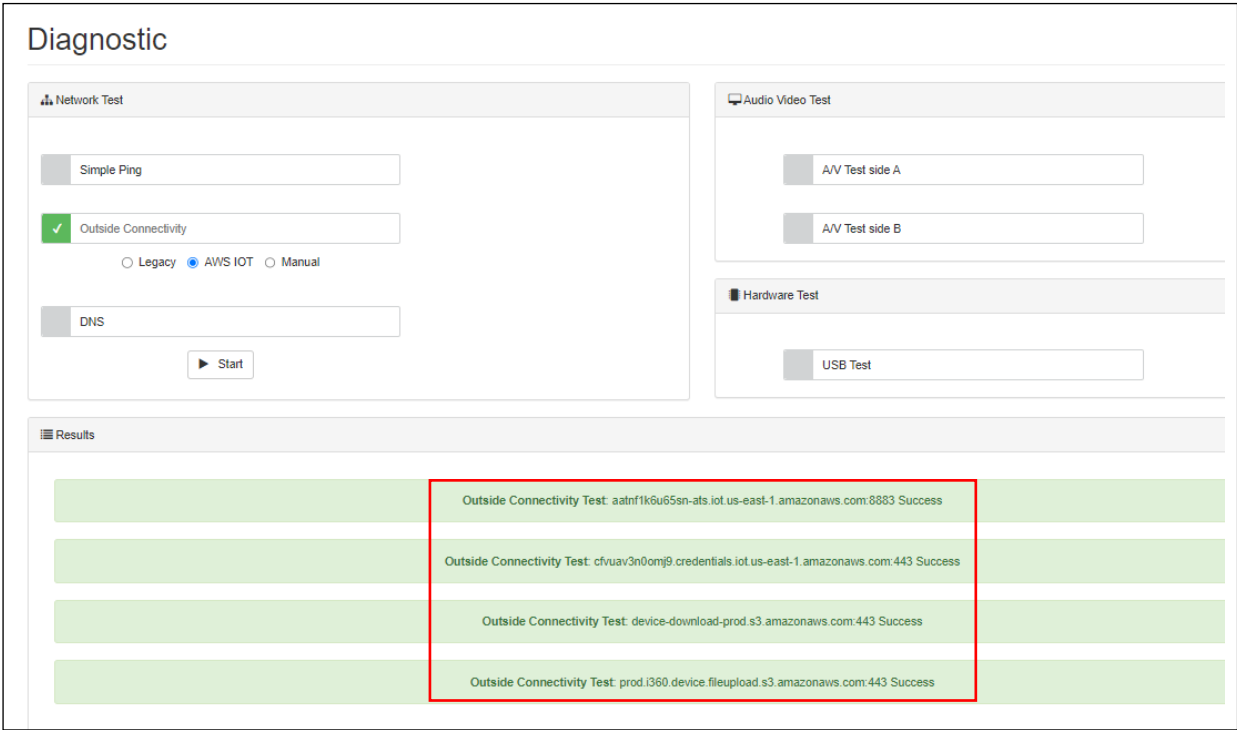 Diagnostic
Network Test
Simple Ping
Outside Connectivity
Legacy AWS IOT Manual
DNS
Start
Audio Video Test
A/V Test side A
A/V Test side B
Hardware Test
USB Test
Results
Outside Connectivity Test: aatnf1k6u65sn-ats.iot.us-east-1.amazonaws.com:8883 Success
Outside Connectivity Test: cfvuav3n0omj9.credentials.iot.us-east-1.amazonaws.com:443 Success
Outside Connectivity Test: device-download-prod.s3.amazonaws.com:443 Success
Outside Connectivity Test: prod.i360.device.fileupload.s3.amazonaws.com:443 Success